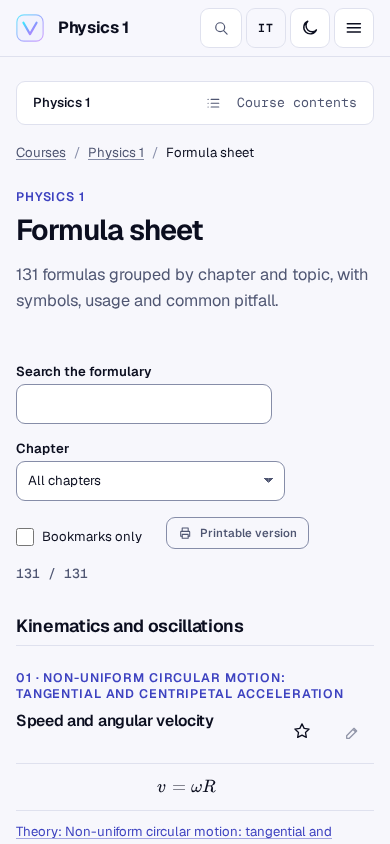 Physics 1
IT
Physics 1
Course contents
Courses / Physics 1 / Formula sheet
PHYSICS 1
Formula sheet
131 formulas grouped by chapter and topic, with
symbols, usage and common pitfall.
Search the formulary
Chapter
All chapters
Bookmarks only
Printable version
131 / 131
Kinematics and oscillations
01 · NON-UNIFORM CIRCULAR MOTION:
TANGENTIAL AND CENTRIPETAL ACCELERATION
Speed and angular velocity
v = ωR
Theory: Non-uniform circular motion: tangential and